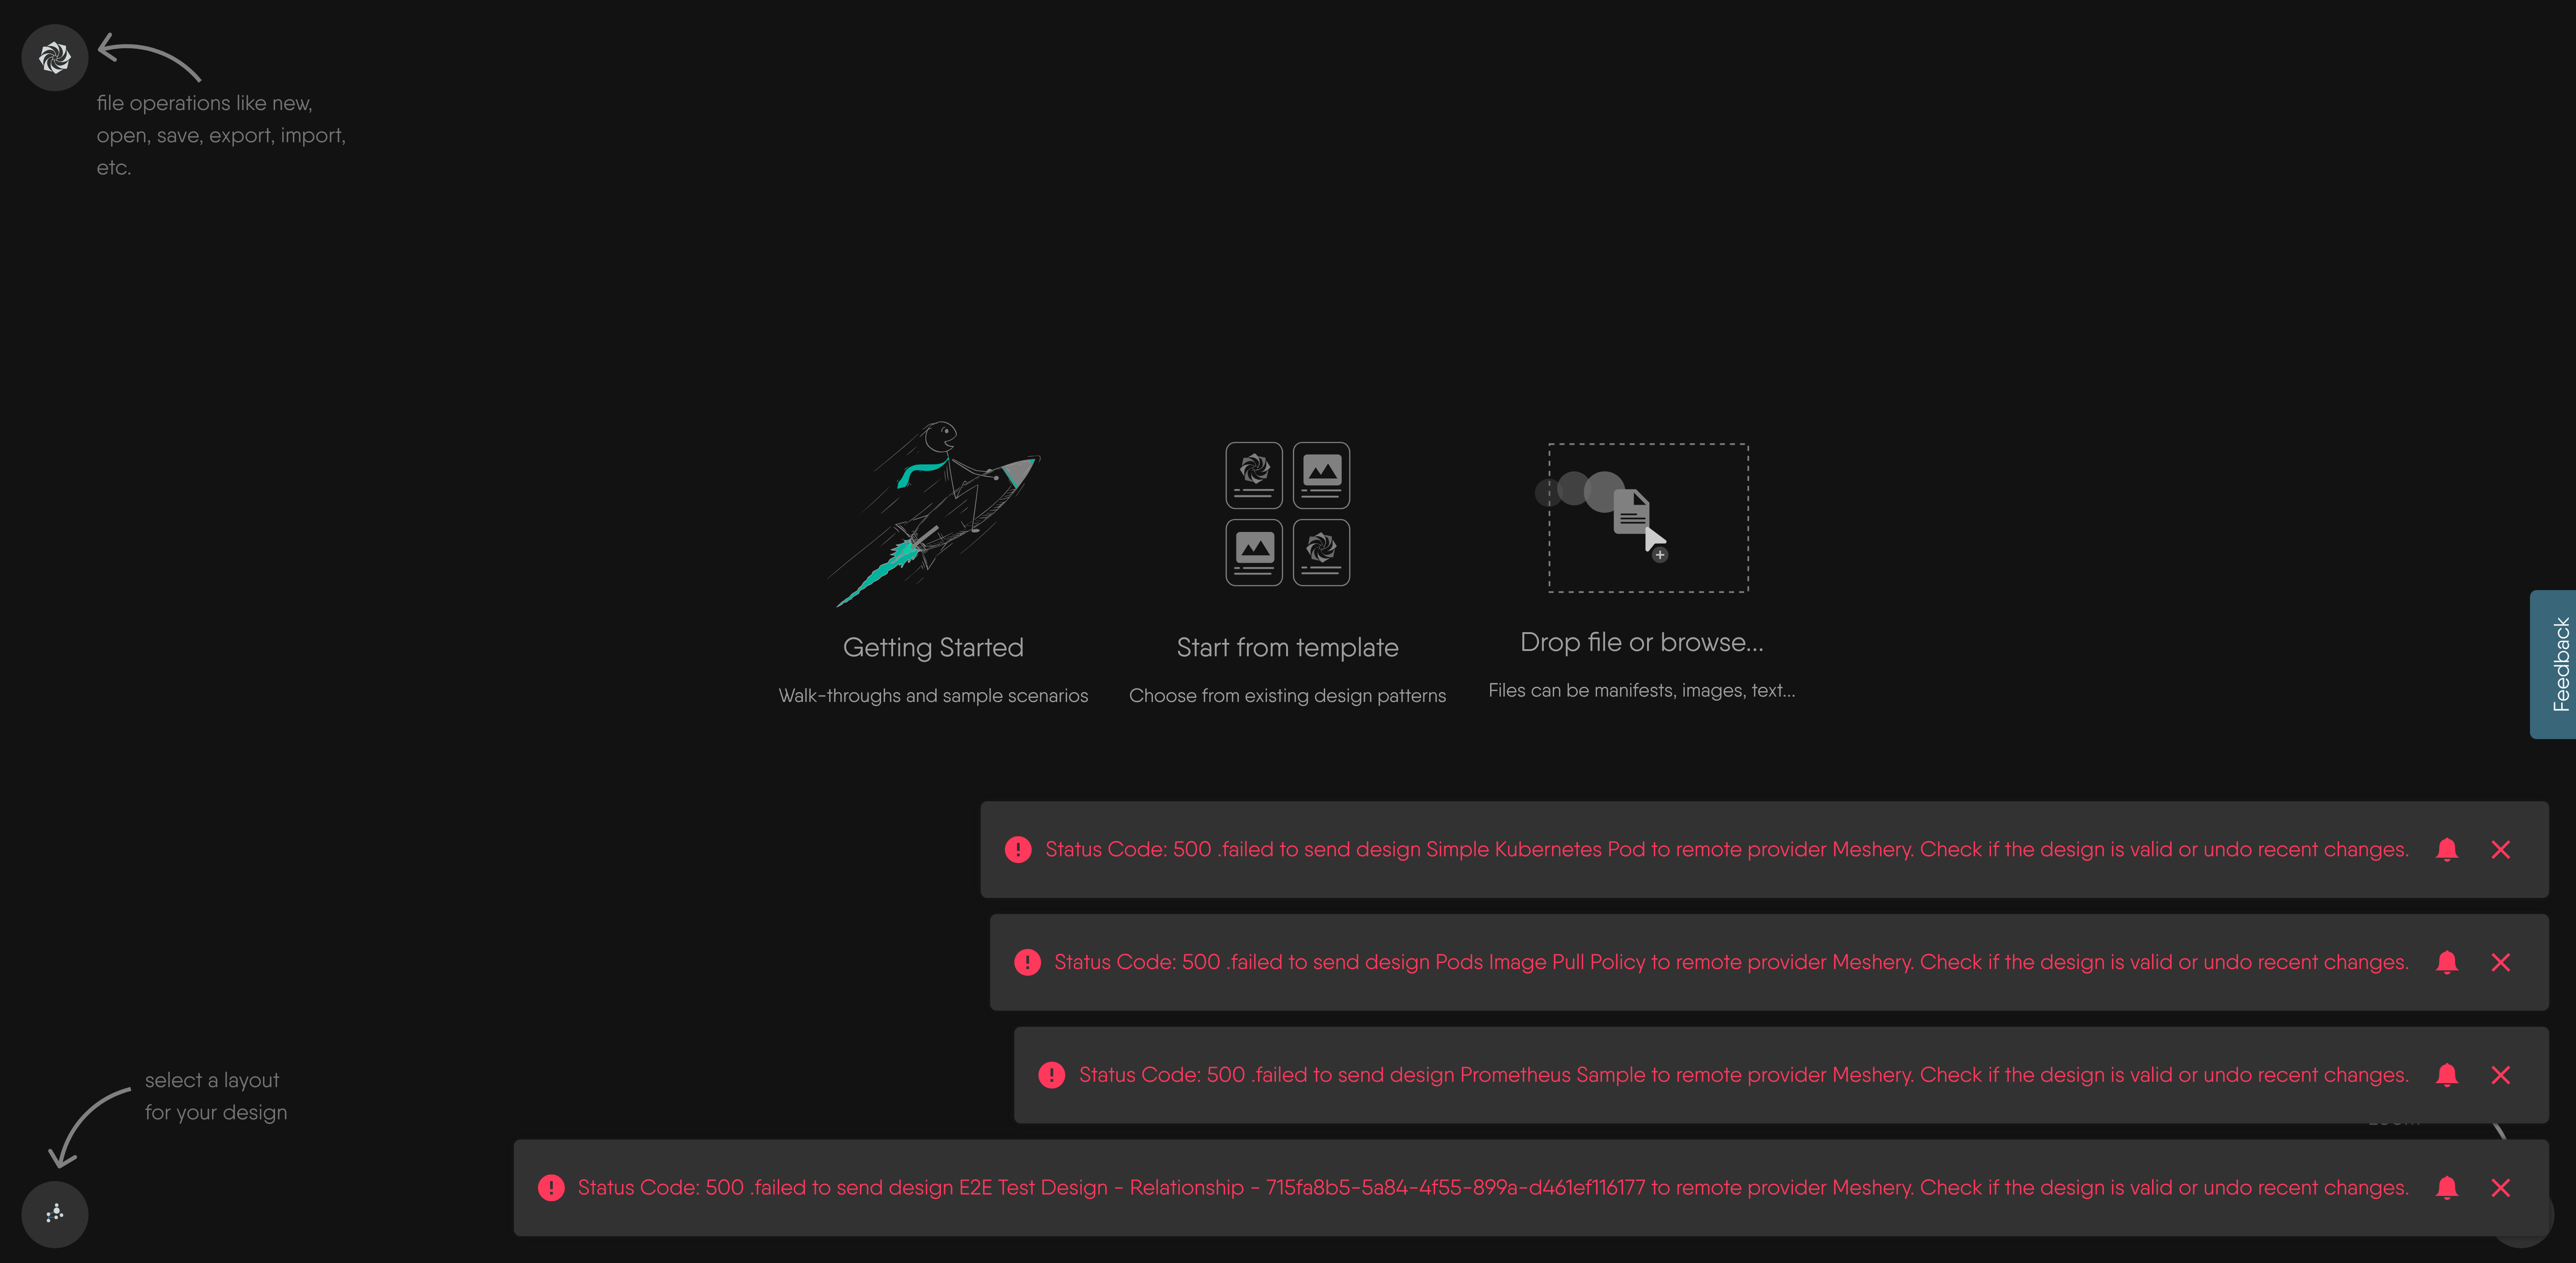 file operations like new,
open, save, export, import,
etc.
Getting Started
Walk-throughs and sample scenarios
Start from template
Choose from existing design patterns
Drop file or browse...
Files can be manifests, images, text...
Feedback
Status Code: 500 .failed to send design Simple Kubernetes Pod to remote provider Meshery. Check if the design is valid or undo recent changes.
Status Code: 500 .failed to send design Pods Image Pull Policy to remote provider Meshery. Check if the design is valid or undo recent changes.
Status Code: 500 .failed to send design Prometheus Sample to remote provider Meshery. Check if the design is valid or undo recent changes.
select a layout
for your design
Status Code: 500 .failed to send design E2E Test Design - Relationship - 715fa8b5-5a84-4f55-899a-d461ef116177 to remote provider Meshery. Check if the design is valid or undo recent changes.